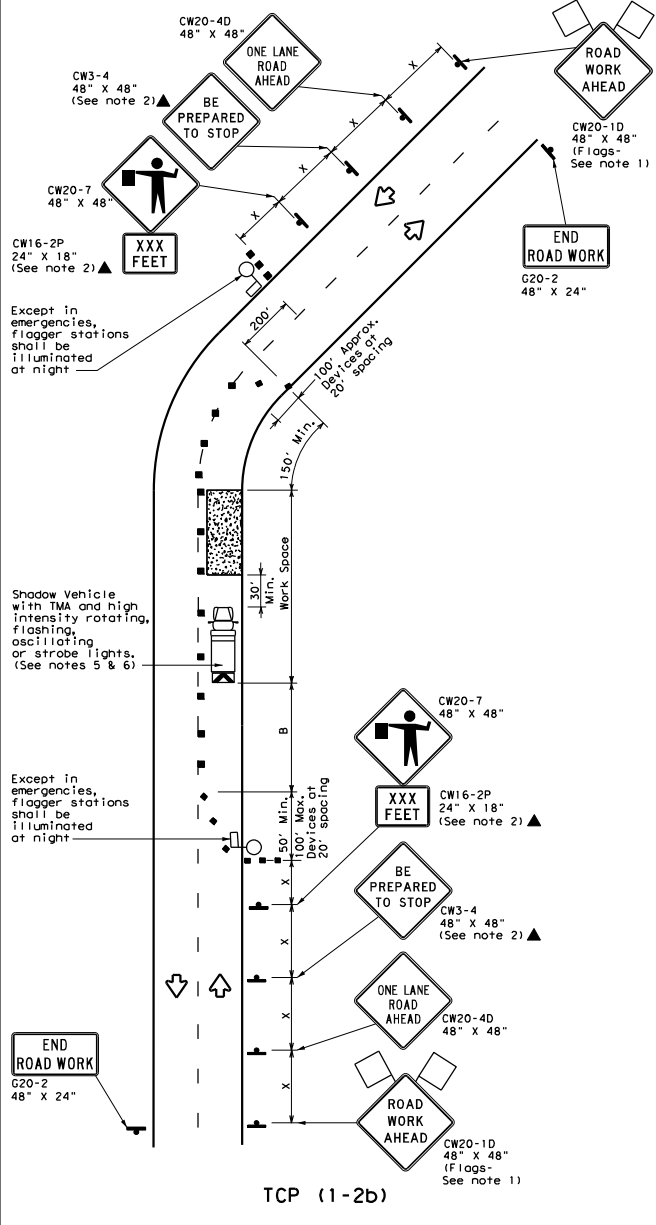 CW20-4D
48" X 48"
ONE LANE
ROAD
AHEAD
ROAD
WORK
AHEAD
CW20-1D
48" X 48"
(Flags-
See note 1)
CW3-4
48" X 48"
(See note 2)▲
BE
PREPARED
TO STOP
X
X
X
X
CW20-7
48" X 48"
CW16-2P
24" X 18"
(See note 2)▲
XXX
FEET
END
ROAD WORK
G20-2
48" X 24"
Except in
emergencies,
flagger stations
shall be
illuminated
at night
200'
100' Approx.
Devices at
20' spacing
150' Min.
Work Space
30'
Min.
Shadow Vehicle
with TMA and high
intensity rotating,
flashing,
oscillating
or strobe lights.
(See notes 5 & 6)
B
CW20-7
48" X 48"
XXX
FEET
CW16-2P
24" X 18"
(See note 2)▲
Except in
emergencies,
flagger stations
shall be
illuminated
at night
50' Min.
100' Max.
Devices at
20' spacing
X
X
X
X
BE
PREPARED
TO STOP
CW3-4
48" X 48"
(See note 2)▲
ONE LANE
ROAD
AHEAD
CW20-4D
48" X 48"
END
ROAD WORK
G20-2
48" X 24"
ROAD
WORK
AHEAD
CW20-1D
48" X 48"
(Flags-
See note 1)
TCP (1-2b)